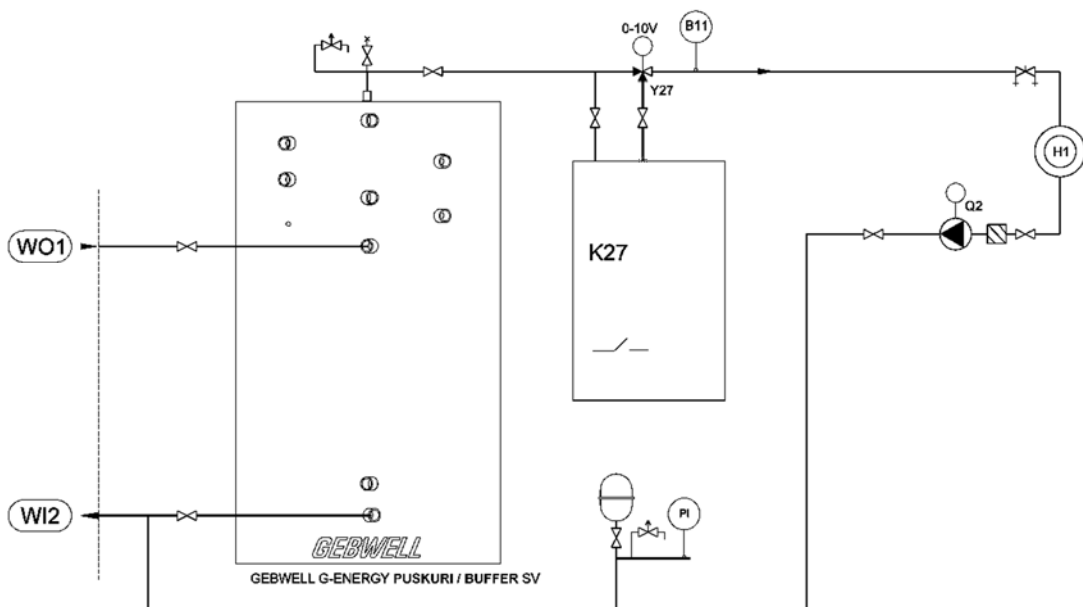 0-10V
B11
Y27
H1
Q2
WO1
K27
WI2
PI
GEBWELL
GEBWELL G-ENERGY PUSKURI / BUFFER SV